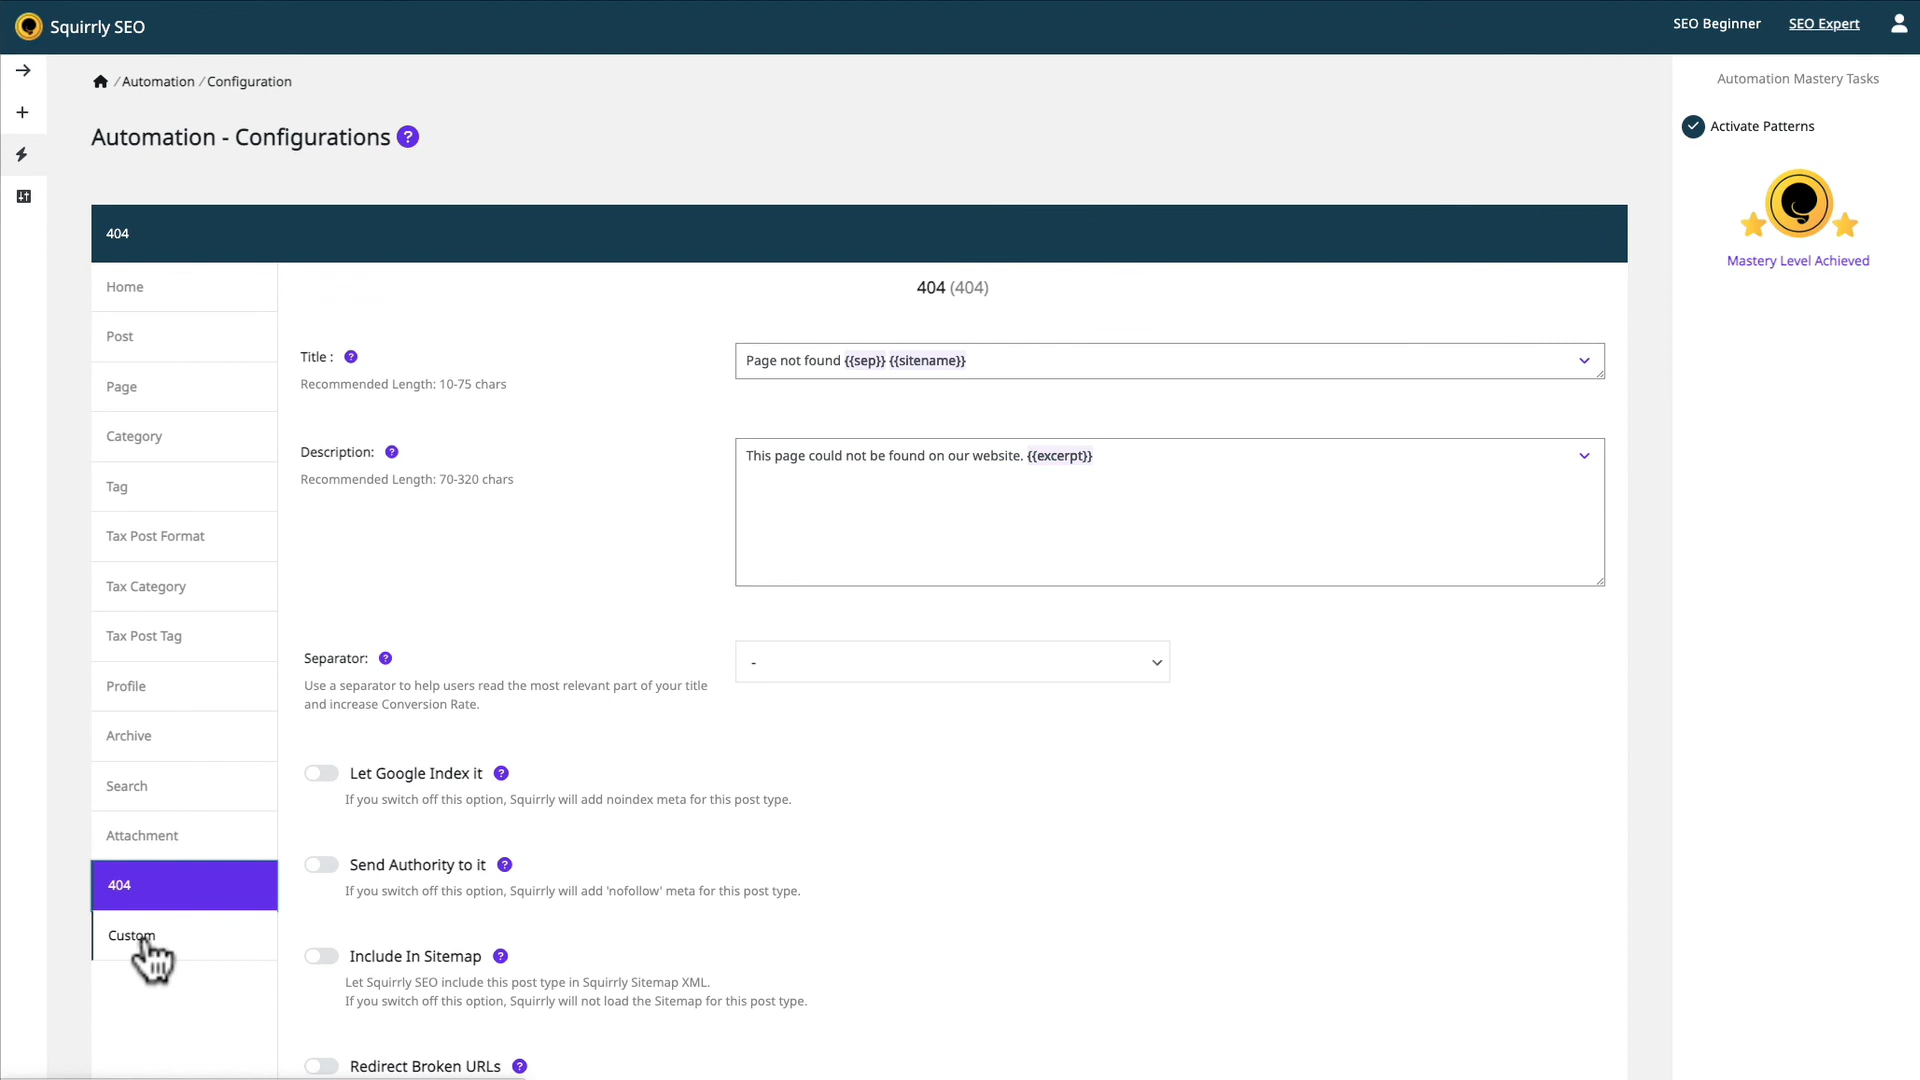 Squirrly SEO
SEO Beginner
SEO Expert
/ Automation / Configuration
Automation - Configurations ?
Automation Mastery Tasks
Activate Patterns
Mastery Level Achieved
404
Home
Post
Page
Category
Tag
Tax Post Format
Tax Category
Tax Post Tag
Profile
Archive
Search
Attachment
404
Custom
404 (404)
Title : ?
Recommended Length: 10-75 chars
Page not found {{sep}} {{sitename}}
Description: ?
Recommended Length: 70-320 chars
This page could not be found on our website. {{excerpt}}
Separator: ?
Use a separator to help users read the most relevant part of your title
and increase Conversion Rate.
-
Let Google Index it ?
If you switch off this option, Squirrly will add noindex meta for this post type.
Send Authority to it ?
If you switch off this option, Squirrly will add 'nofollow' meta for this post type.
Include In Sitemap ?
Let Squirrly SEO include this post type in Squirrly Sitemap XML.
If you switch off this option, Squirrly will not load the Sitemap for this post type.
Redirect Broken URLs ?